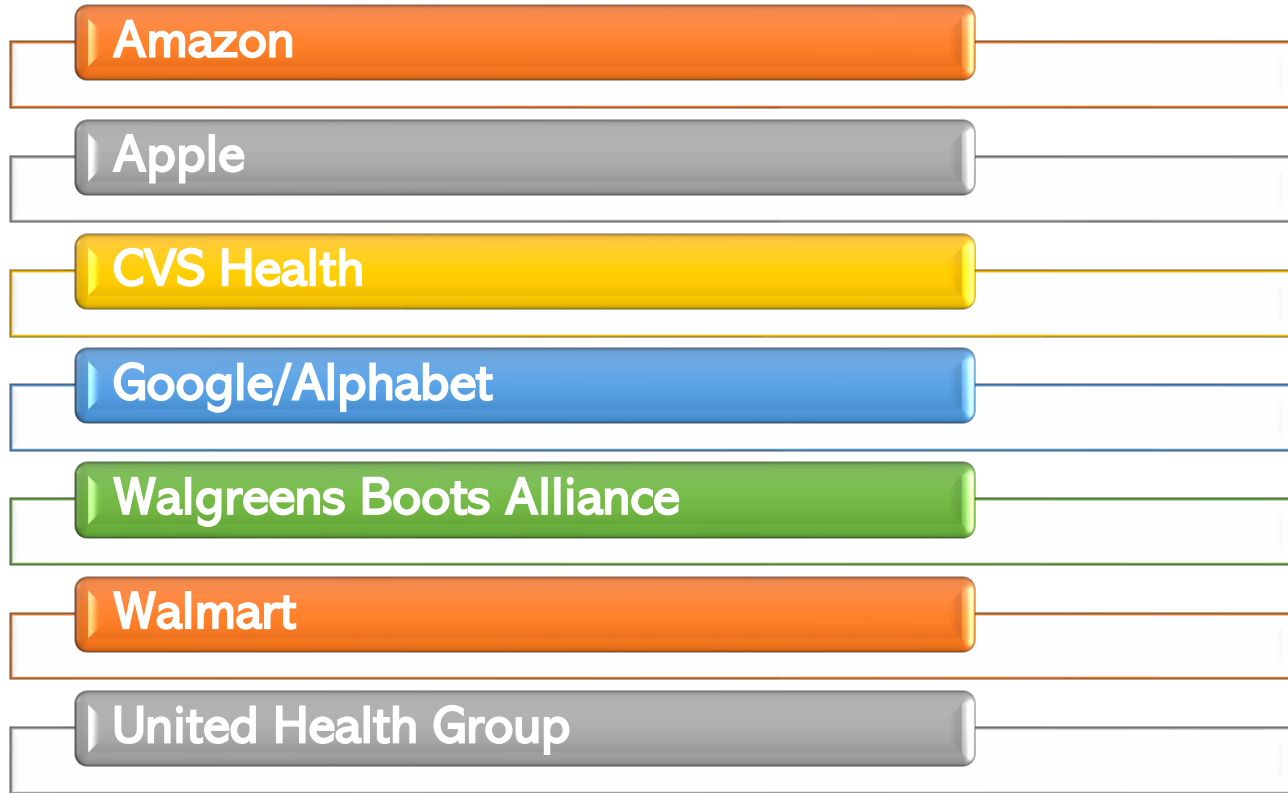 Amazon
Apple
CVS Health
Google/Alphabet
Walgreens Boots Alliance
Walmart
United Health Group